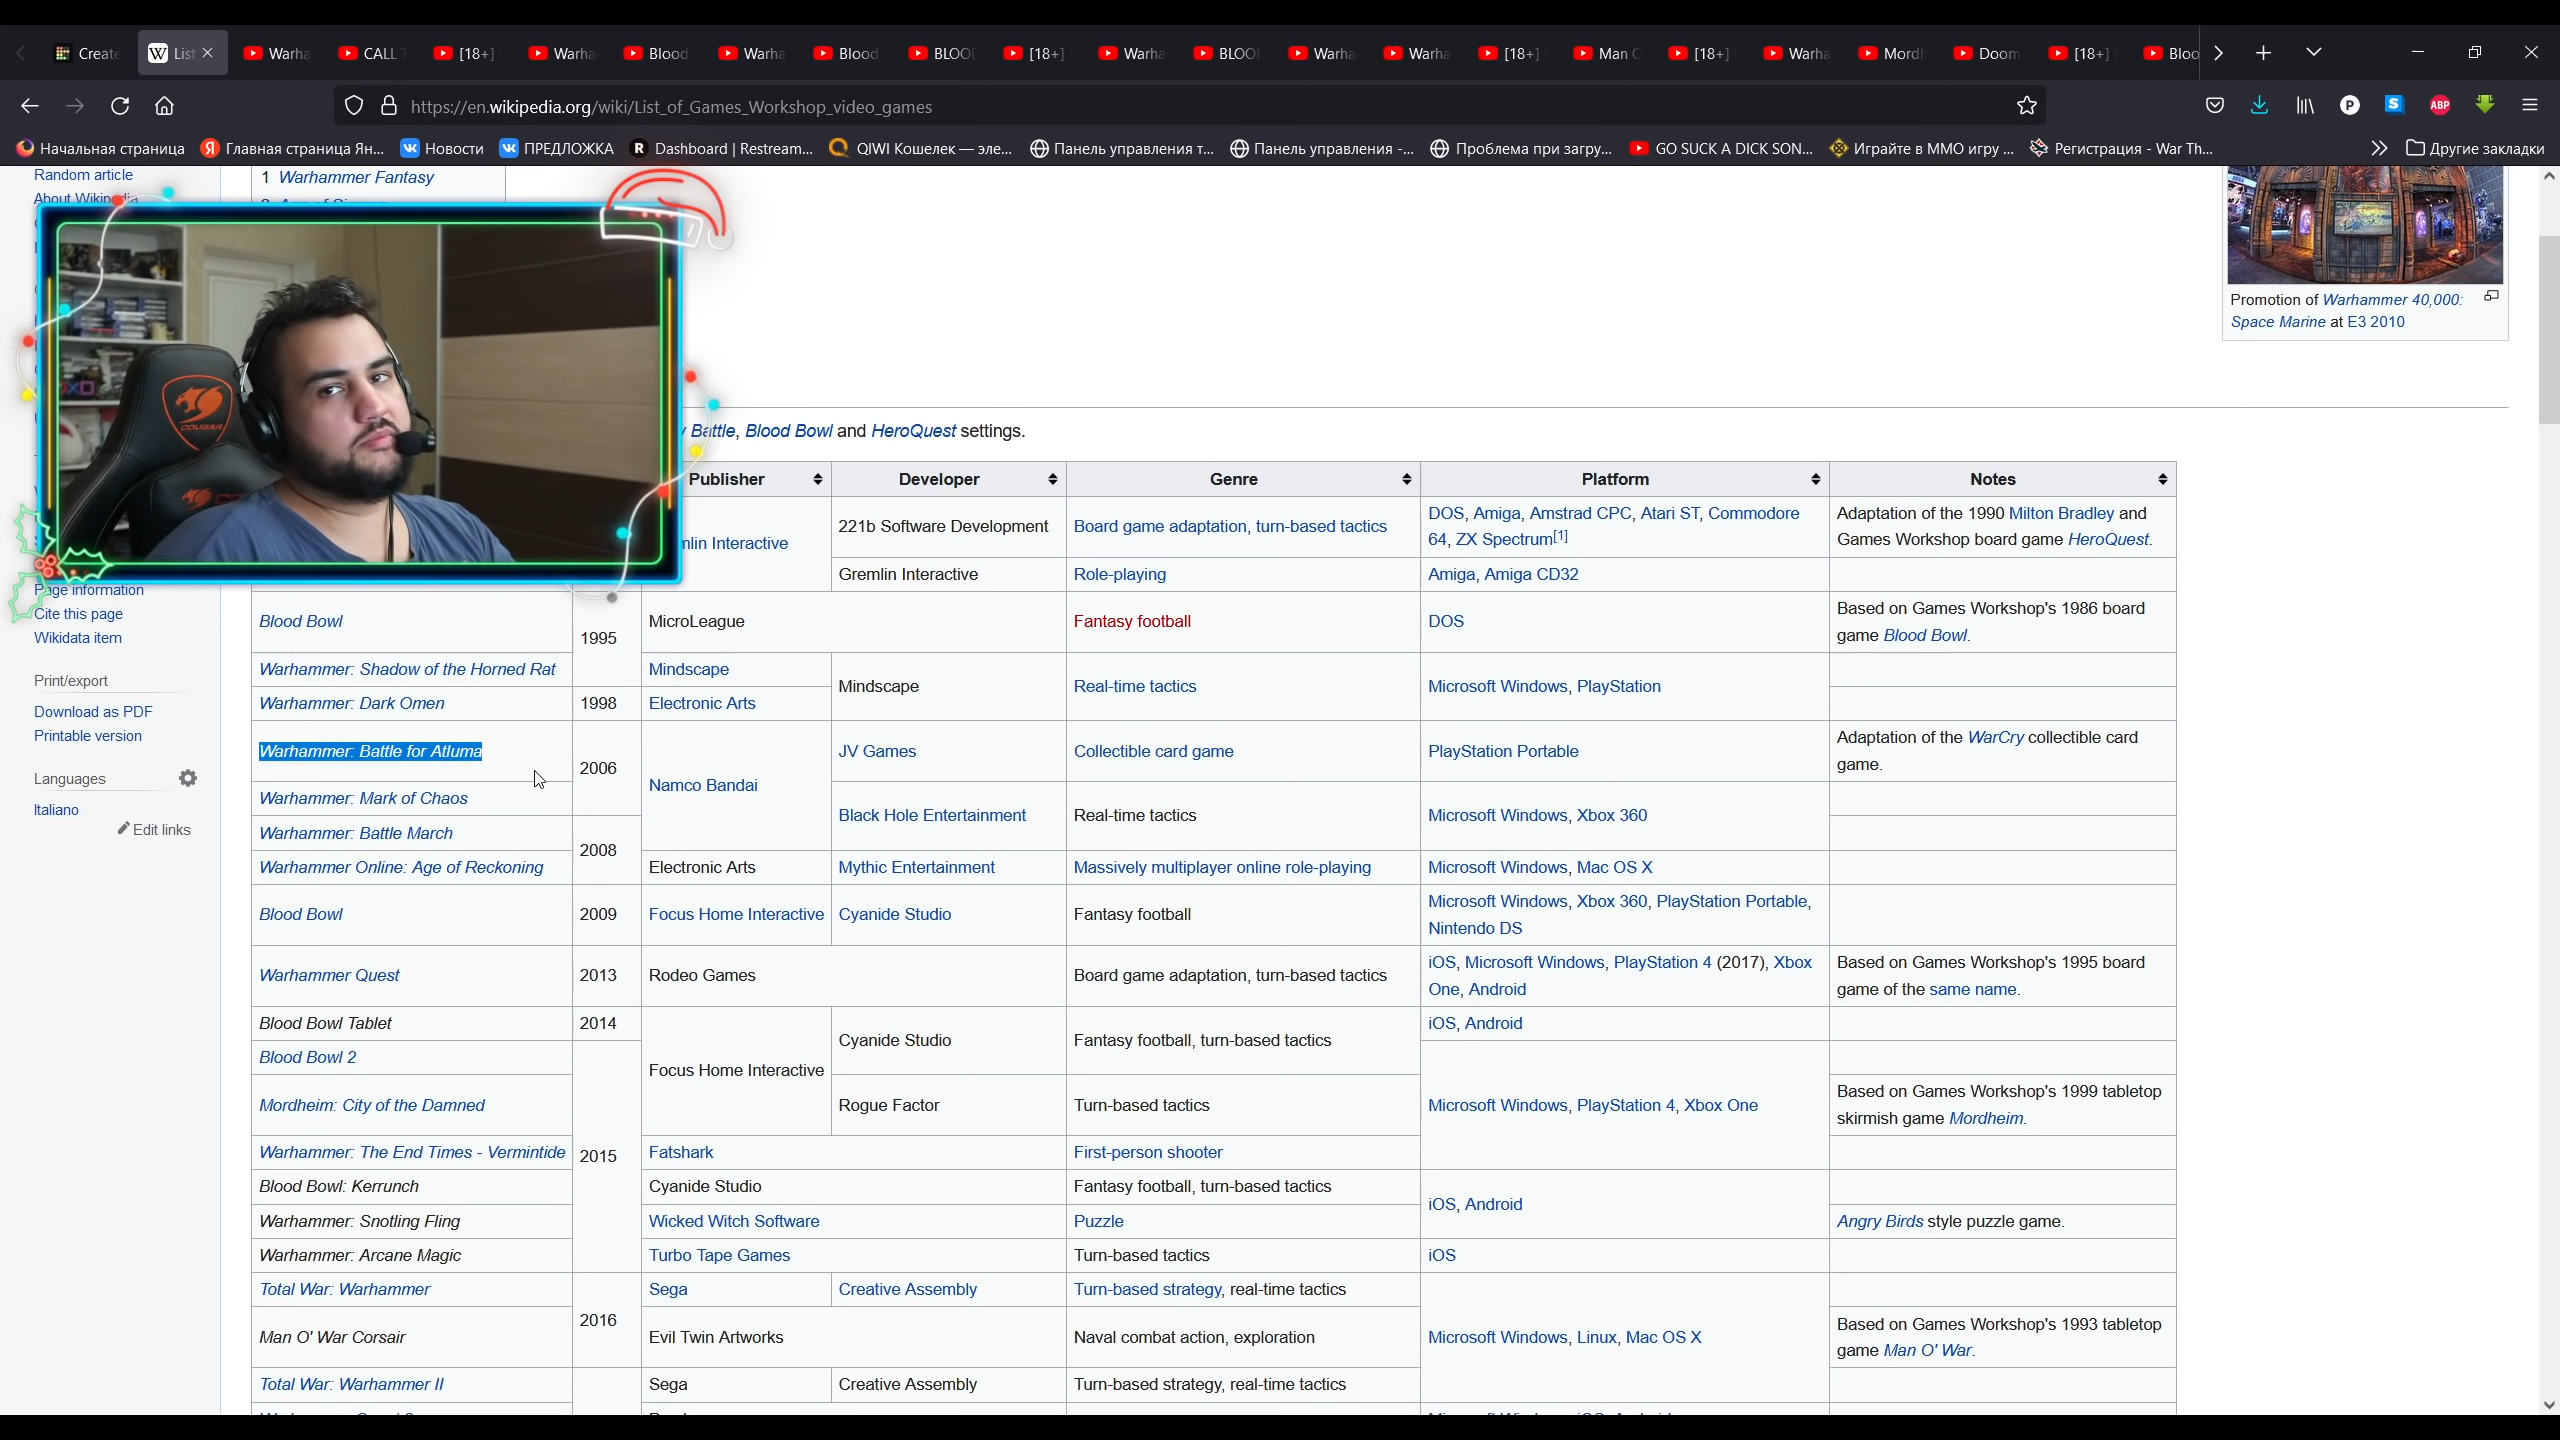 Create
List
Warha
CALL
[18+]
Warha
Blood
Warha
Blood
BLOOD
[18+]
Warha
BLOOD
Warha
Warha
[18+]
Man
[18+]
Warha
Mordh
Doom
[18+]
Bloo
https://en.wikipedia.org/wiki/List_of_Games_Workshop_video_games
P
S
ABP
Начальная страница
Главная страница Ян...
Новости
ПРЕДЛОЖКА
Dashboard | Restream...
QIWI Кошелек — эле...
Панель управления т...
Панель управления -...
Проблема при загру...
GO SUCK A DICK SON...
Играйте в ММО игру ...
Регистрация - War Th...
Другие закладки
Random article
About Wikipedia
1 Warhammer Fantasy
COUGAR
Promotion of Warhammer 40,000:
Space Marine at E3 2010
Battle, Blood Bowl and HeroQuest settings.
Page information
Cite this page
Wikidata item
Print/export
Download as PDF
Printable version
Languages
Italiano
Edit links
Publisher Developer Genre Platform Notes
mlin Interactive
221b Software Development Board game adaptation, turn-based tactics
DOS, Amiga, Amstrad CPC, Atari ST, Commodore
64, ZX Spectrum[1]
Adaptation of the 1990 Milton Bradley and
Games Workshop board game HeroQuest.
Gremlin Interactive Role-playing Amiga, Amiga CD32
Blood Bowl 1995 MicroLeague Fantasy football DOS
Based on Games Workshop's 1986 board
game Blood Bowl.
Warhammer: Shadow of the Horned Rat Mindscape Mindscape Real-time tactics Microsoft Windows, PlayStation
Warhammer: Dark Omen 1998 Electronic Arts
Warhammer: Battle for Atluma 2006 Namco Bandai JV Games Collectible card game PlayStation Portable
Adaptation of the WarCry collectible card
game.
Warhammer: Mark of Chaos Black Hole Entertainment Real-time tactics Microsoft Windows, Xbox 360
Warhammer: Battle March 2008
Warhammer Online: Age of Reckoning Electronic Arts Mythic Entertainment Massively multiplayer online role-playing Microsoft Windows, Mac OS X
Blood Bowl 2009 Focus Home Interactive Cyanide Studio Fantasy football
Microsoft Windows, Xbox 360, PlayStation Portable,
Nintendo DS
Warhammer Quest 2013 Rodeo Games Board game adaptation, turn-based tactics
iOS, Microsoft Windows, PlayStation 4 (2017), Xbox
One, Android
Based on Games Workshop's 1995 board
game of the same name.
Blood Bowl Tablet 2014 Focus Home Interactive Cyanide Studio Fantasy football, turn-based tactics iOS, Android
Blood Bowl 2 2015
Mordheim: City of the Damned Rogue Factor Turn-based tactics Microsoft Windows, PlayStation 4, Xbox One
Based on Games Workshop's 1999 tabletop
skirmish game Mordheim.
Warhammer: The End Times - Vermintide Fatshark First-person shooter
Blood Bowl: Kerrunch Cyanide Studio Fantasy football, turn-based tactics iOS, Android
Warhammer: Snotling Fling Wicked Witch Software Puzzle Angry Birds style puzzle game.
Warhammer: Arcane Magic Turbo Tape Games Turn-based tactics iOS
Total War: Warhammer 2016 Sega Creative Assembly Turn-based strategy, real-time tactics
Man O' War Corsair Evil Twin Artworks Naval combat action, exploration Microsoft Windows, Linux, Mac OS X
Based on Games Workshop's 1993 tabletop
game Man O' War.
Total War: Warhammer II Sega Creative Assembly Turn-based strategy, real-time tactics